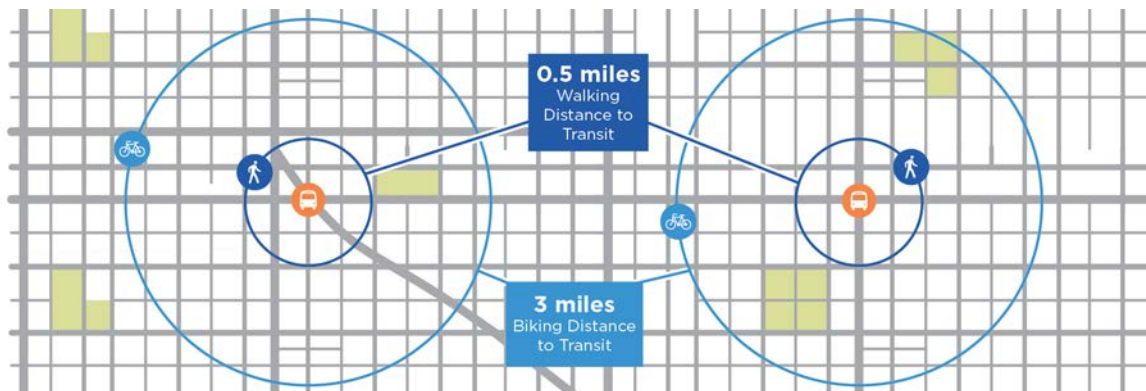 0.5 miles
Walking
Distance to
Transit
3 miles
Biking Distance
to Transit